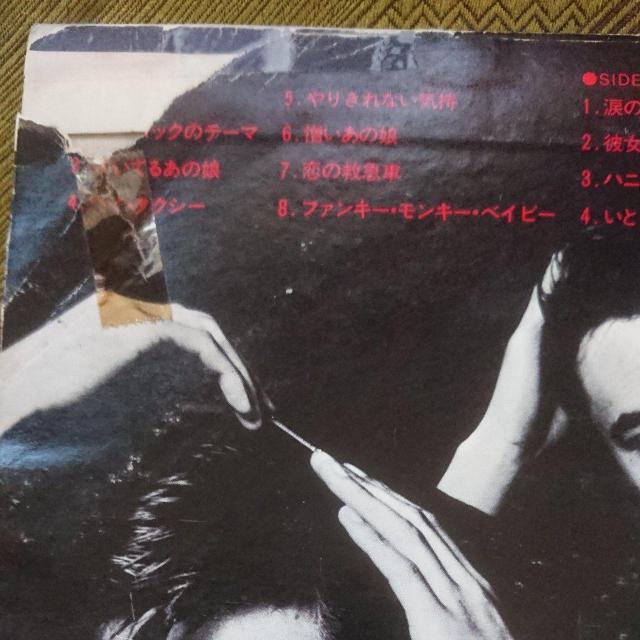 5.やりきれない気持
ックのテーマ
6.憎いあの娘
るあの娘
7.恋の救急車
クシー
8.ファンキー・モンキー・ベイビー
●SIDE
1.涙の
2.彼女
3.ハニ
4.いと